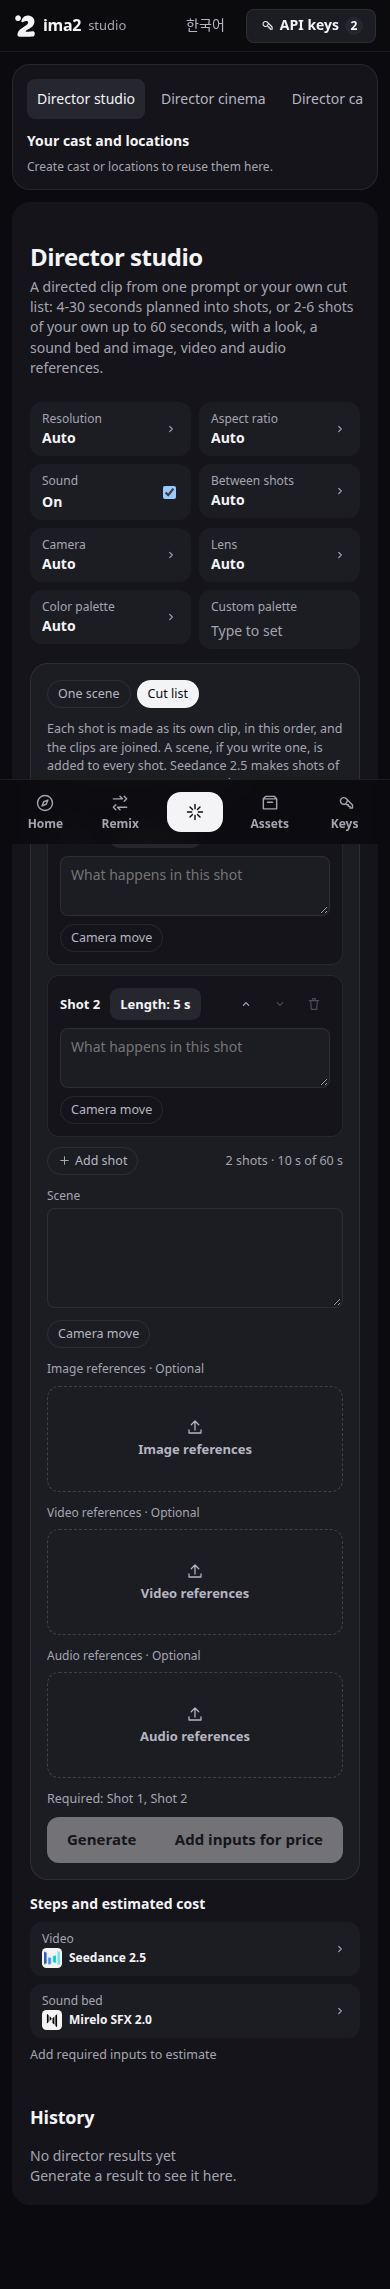 ima2 studio
한국어
API keys 2
Director studio
Director cinema
Director ca
Your cast and locations
Create cast or locations to reuse them here.
Director studio
A directed clip from one prompt or your own cut
list: 4-30 seconds planned into shots, or 2-6 shots
of your own up to 60 seconds, with a look, a
sound bed and image, video and audio
references.
Resolution
Auto
Aspect ratio
Auto
Sound
On
Between shots
Auto
Camera
Auto
Lens
Auto
Color palette
Auto
Custom palette
Type to set
One scene
Cut list
Each shot is made as its own clip, in this order, and
the clips are joined. A scene, if you write one, is
added to every shot. Seedance 2.5 makes shots of
Home
Remix
Assets
Keys
What happens in this shot
Camera move
Shot 2
Length: 5 s
What happens in this shot
Camera move
+ Add shot
2 shots · 10 s of 60 s
Scene
Camera move
Image references · Optional
Image references
Video references · Optional
Video references
Audio references · Optional
Audio references
Required: Shot 1, Shot 2
Generate
Add inputs for price
Steps and estimated cost
Video
Seedance 2.5
Sound bed
Mirelo SFX 2.0
Add required inputs to estimate
History
No director results yet
Generate a result to see it here.